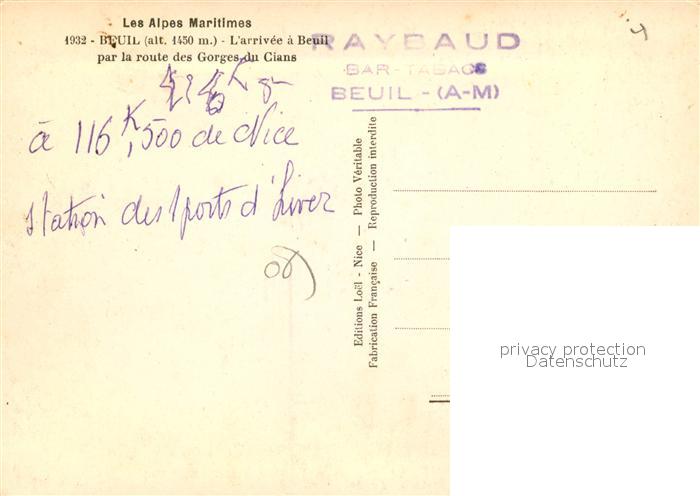 Les Alpes Maritimes
1932 - BEUIL (alt. 1450 m.) - L'arrivée à Beuil
par la route des Gorges du Cians
RAYBAUD
BAR - TABACS
BEUIL - (A-M)
à 116 K,500 de Nice
station des sports d'hiver
Editions Loël - Nice — Photo Véritable
Fabrication Française — Reproduction interdite
privacy protection
Datenschutz